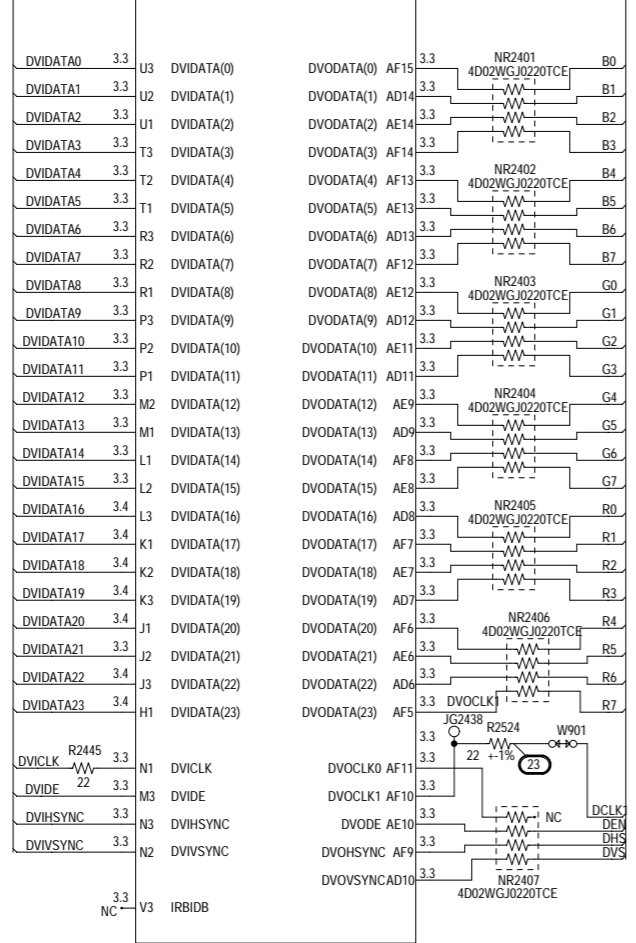 DVIDATA0 3.3 U3 DVIDATA(0) DVODATA(0) AF15 3.3 NR2401 B0
4D02WGJ0220TCE
DVIDATA1 3.3 U2 DVIDATA(1) DVODATA(1) AD14 3.3 B1
DVIDATA2 3.3 U1 DVIDATA(2) DVODATA(2) AE14 3.3 B2
DVIDATA3 3.3 T3 DVIDATA(3) DVODATA(3) AF14 3.3 B3
DVIDATA4 3.3 T2 DVIDATA(4) DVODATA(4) AF13 3.3 NR2402 B4
4D02WGJ0220TCE
DVIDATA5 3.3 T1 DVIDATA(5) DVODATA(5) AE13 3.3 B5
DVIDATA6 3.3 R3 DVIDATA(6) DVODATA(6) AD13 3.3 B6
DVIDATA7 3.3 R2 DVIDATA(7) DVODATA(7) AF12 3.3 B7
DVIDATA8 3.3 R1 DVIDATA(8) DVODATA(8) AE12 3.3 NR2403 G0
4D02WGJ0220TCE
DVIDATA9 3.3 P3 DVIDATA(9) DVODATA(9) AD12 3.3 G1
DVIDATA10 3.3 P2 DVIDATA(10) DVODATA(10) AE11 3.3 G2
DVIDATA11 3.3 P1 DVIDATA(11) DVODATA(11) AD11 3.3 G3
DVIDATA12 3.3 M2 DVIDATA(12) DVODATA(12) AE9 3.3 NR2404 G4
4D02WGJ0220TCE
DVIDATA13 3.3 M1 DVIDATA(13) DVODATA(13) AD9 3.3 G5
DVIDATA14 3.3 L1 DVIDATA(14) DVODATA(14) AF8 3.3 G6
DVIDATA15 3.3 L2 DVIDATA(15) DVODATA(15) AE8 3.3 G7
DVIDATA16 3.4 L3 DVIDATA(16) DVODATA(16) AD8 3.3 NR2405 R0
4D02WGJ0220TCE
DVIDATA17 3.4 K1 DVIDATA(17) DVODATA(17) AF7 3.3 R1
DVIDATA18 3.4 K2 DVIDATA(18) DVODATA(18) AE7 3.3 R2
DVIDATA19 3.4 K3 DVIDATA(19) DVODATA(19) AD7 3.3 R3
DVIDATA20 3.4 J1 DVIDATA(20) DVODATA(20) AF6 3.3 NR2406 R4
4D02WGJ0220TCE
DVIDATA21 3.3 J2 DVIDATA(21) DVODATA(21) AE6 3.3 R5
DVIDATA22 3.4 J3 DVIDATA(22) DVODATA(22) AD6 3.3 R6
DVIDATA23 3.4 H1 DVIDATA(23) DVODATA(23) AF5 3.3 DVOCLK1 R7
JG2438 R2524 W901
3.3 22 +-1% 23
DVICLK R2445 22 3.3 N1 DVICLK DVOCLK0 AF11 3.3
DVIDE 3.3 M3 DVIDE DVOCLK1 AF10 3.3 NC DCLK1
DVIHSYNC 3.3 N3 DVIHSYNC DVODE AE10 3.3 DEN
DVIVSYNC 3.3 N2 DVIVSYNC DVOHSYNC AF9 3.3 DHS
DVOVSYNC AD10 3.3 DVS
NR2407
4D02WGJ0220TCE
NC 3.3 V3 IRBIDB